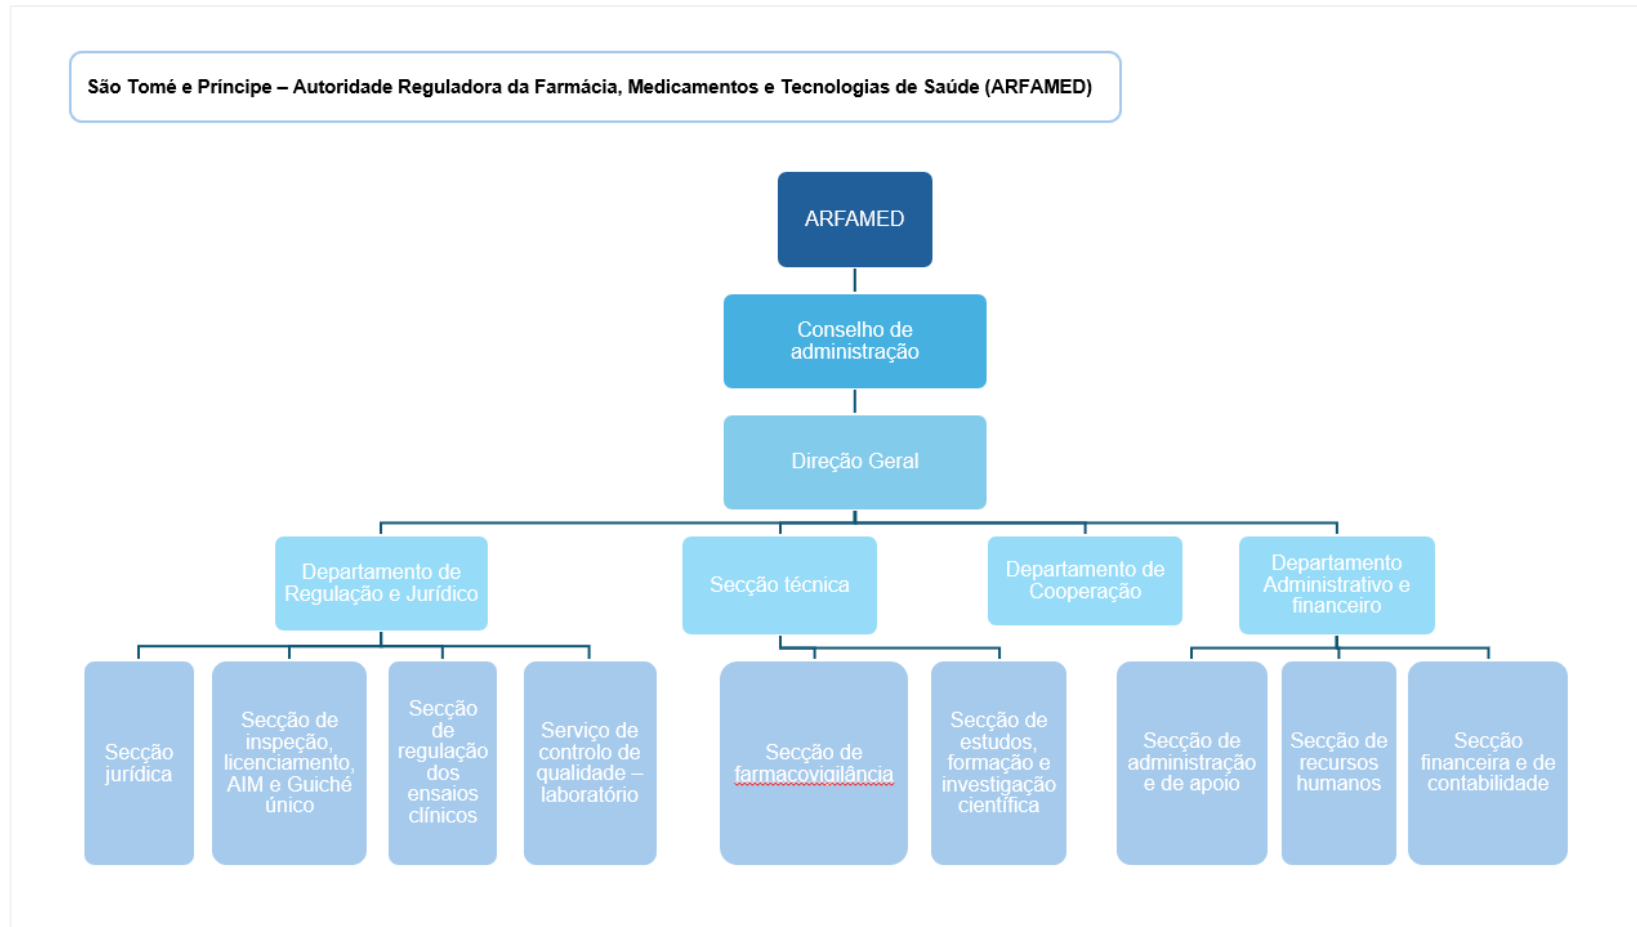 São Tomé e Príncipe – Autoridade Reguladora da Farmácia, Medicamentos e Tecnologias de Saúde (ARFAMED)
ARFAMED
Conselho de
administração
Direção Geral
Departamento de
Regulação e Jurídico
Secção técnica
Departamento de
Cooperação
Departamento
Administrativo e
financeiro
Secção
jurídica
Secção de
inspeção,
licenciamento,
AIM e Guiché
único
Secção
de
regulação
dos
ensaios
clínicos
Serviço de
controlo de
qualidade –
laboratório
Secção de
farmacovigilância
Secção de
estudos,
formação e
investigação
científica
Secção de
administração
e de apoio
Secção de
recursos
humanos
Secção
financeira e de
contabilidade